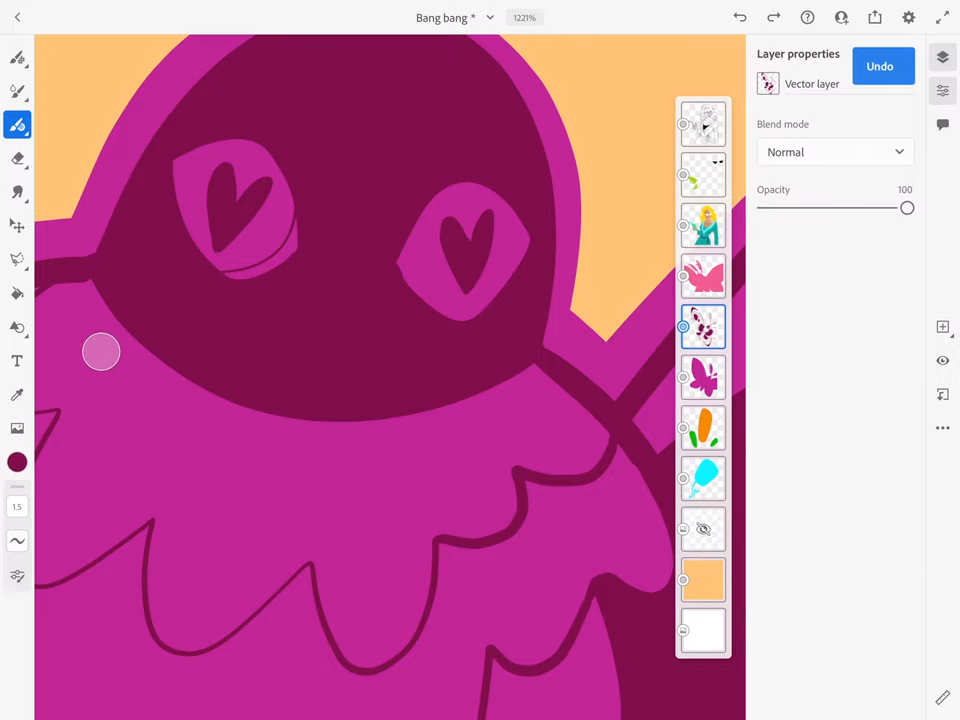 Bang bang *
1221%
Layer properties
Undo
Vector layer
Blend mode
Normal
Opacity
100
T
1.5